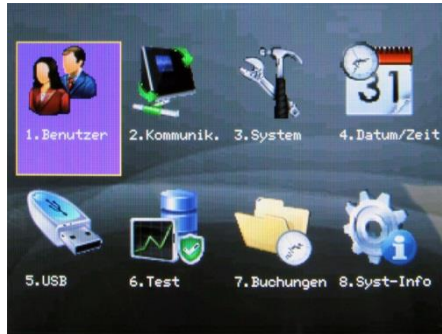 31
1.Benutzer 2.Kommunik. 3.System 4.Datum/Zeit
5.USB 6.Test 7.Buchungen 8.Syst-Info